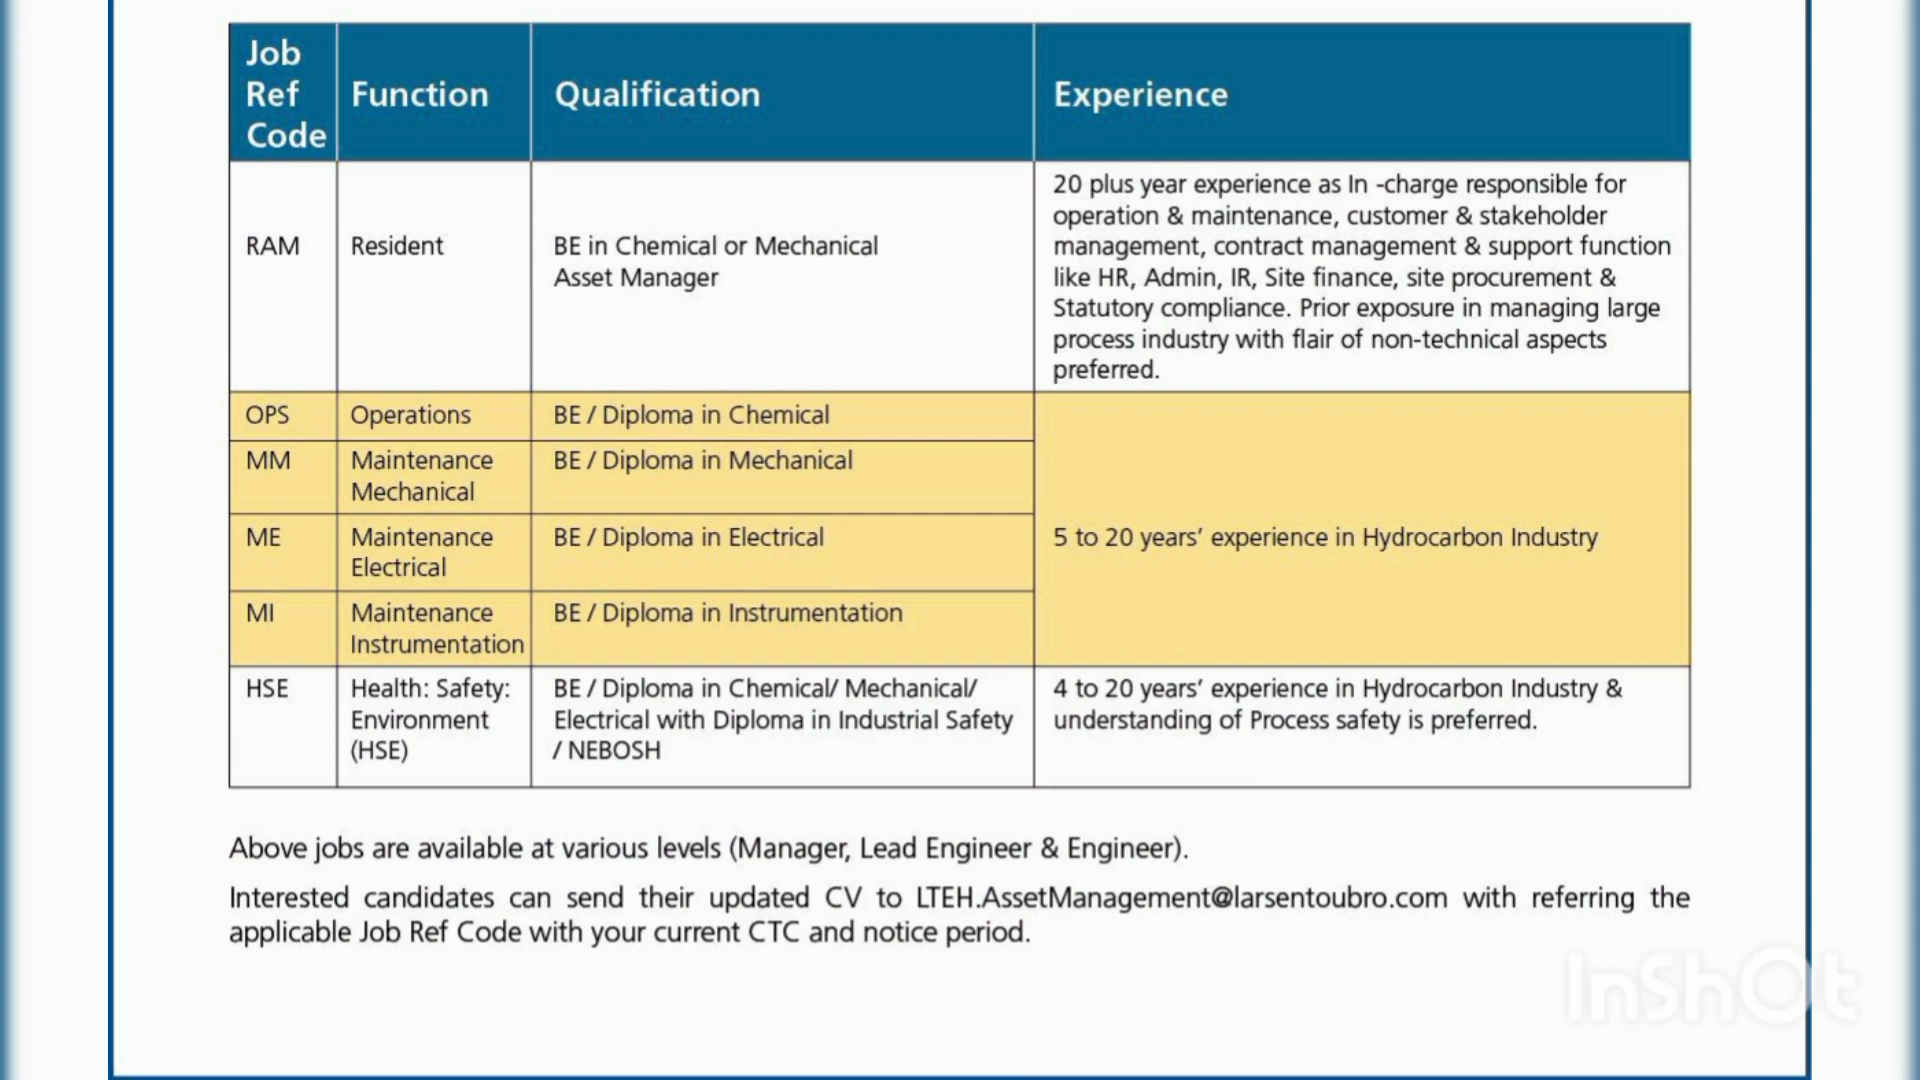 Job
Ref
Code
Function
Qualification
Experience
RAM
Resident
BE in Chemical or Mechanical
Asset Manager
20 plus year experience as In -charge responsible for
operation & maintenance, customer & stakeholder
management, contract management & support function
like HR, Admin, IR, Site finance, site procurement &
Statutory compliance. Prior exposure in managing large
process industry with flair of non-technical aspects
preferred.
OPS
Operations
BE / Diploma in Chemical
MM
Maintenance
Mechanical
BE / Diploma in Mechanical
ME
Maintenance
Electrical
BE / Diploma in Electrical
5 to 20 years’ experience in Hydrocarbon Industry
MI
Maintenance
Instrumentation
BE / Diploma in Instrumentation
HSE
Health: Safety:
Environment
(HSE)
BE / Diploma in Chemical/ Mechanical/
Electrical with Diploma in Industrial Safety
/ NEBOSH
4 to 20 years’ experience in Hydrocarbon Industry &
understanding of Process safety is preferred.
Above jobs are available at various levels (Manager, Lead Engineer & Engineer).
Interested candidates can send their updated CV to LTEH.AssetManagement@larsentoubro.com with referring the
applicable Job Ref Code with your current CTC and notice period.
InShOt